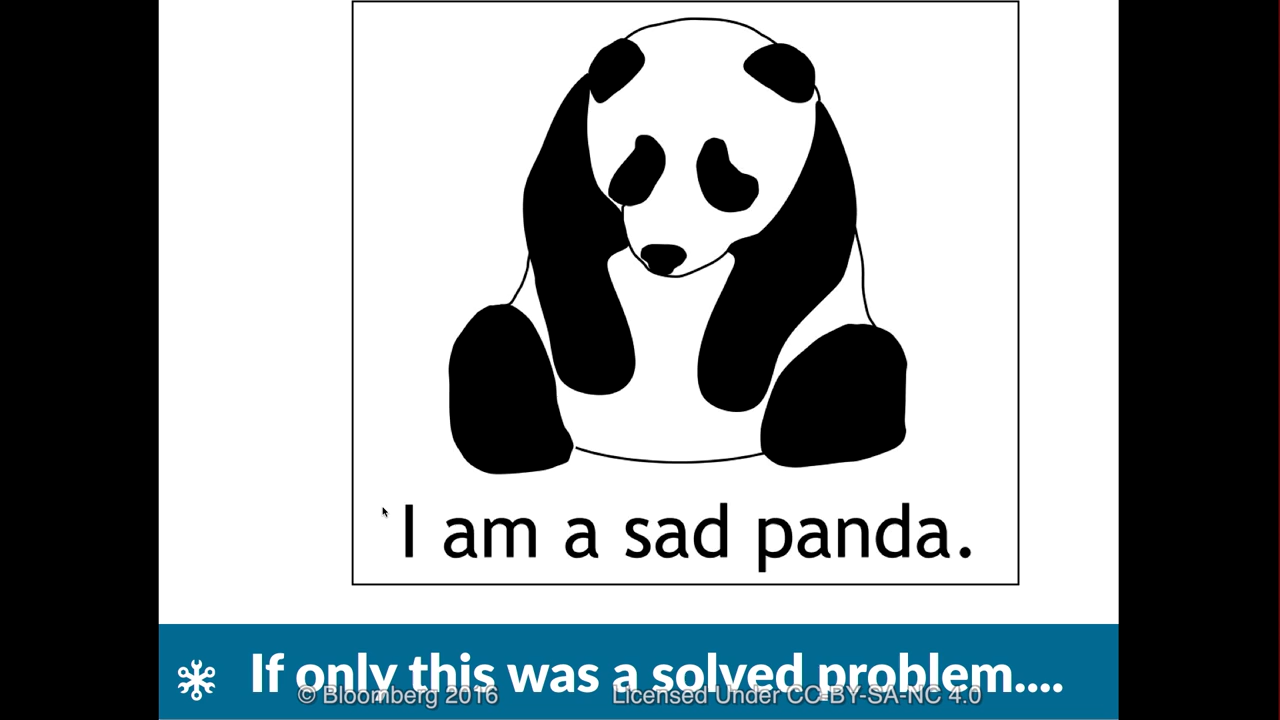 I am a sad panda.
If only this was a solved problem....
© Bloomberg 2016 Licensed Under CC-BY-SA-NC 4.0